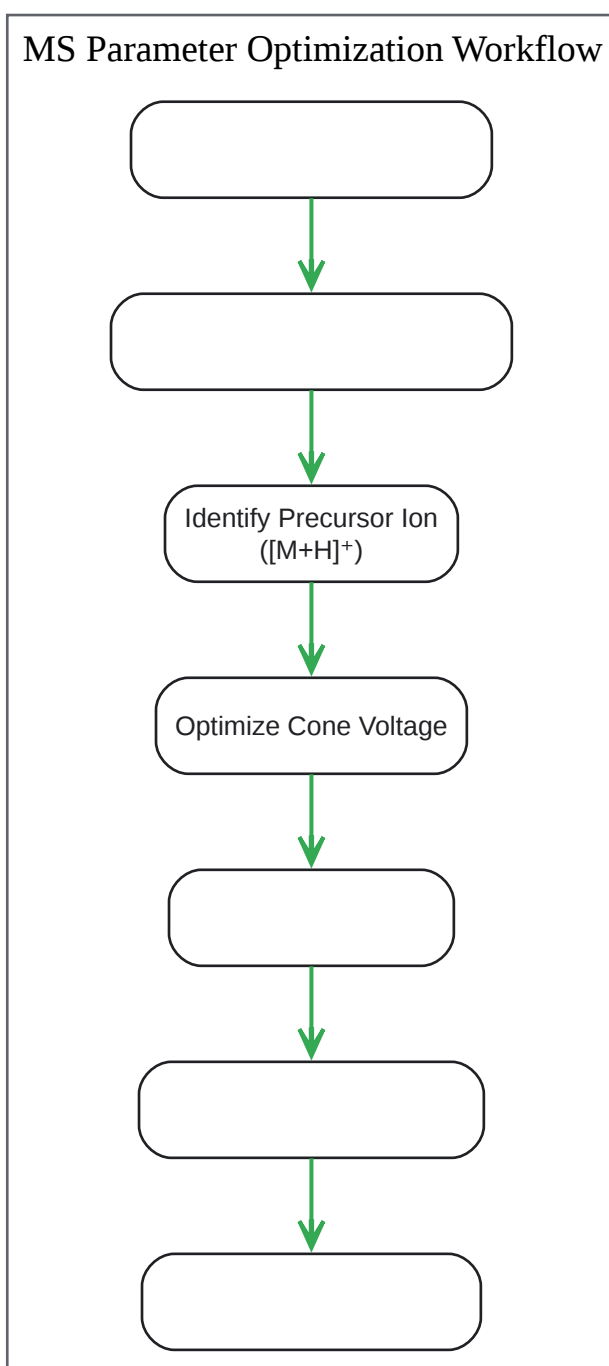 MS Parameter Optimization Workflow
Identify Precursor Ion
([M+H]⁺)
Optimize Cone Voltage